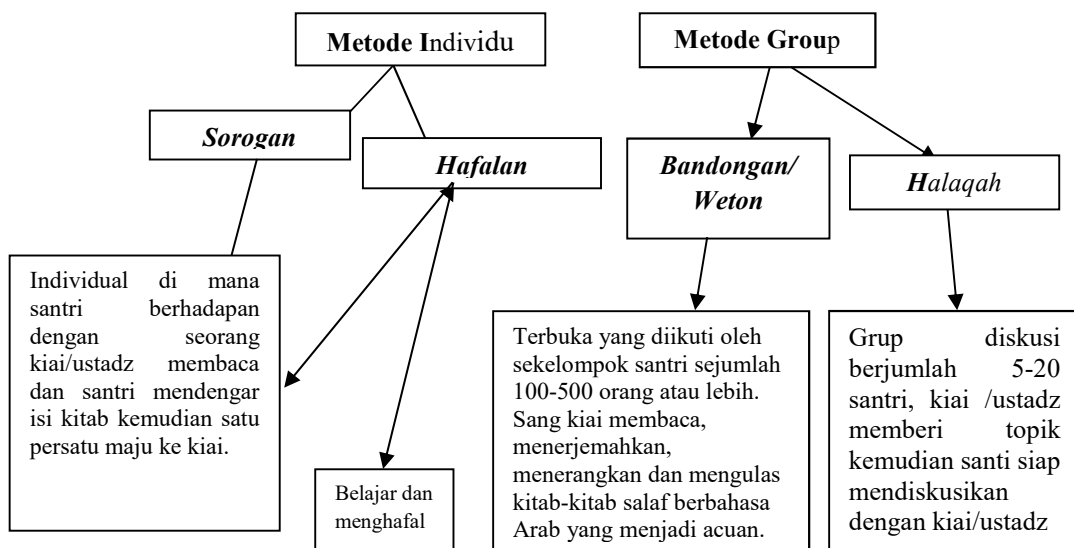 Metode Individu
Metode Group
Sorogan
Hafalan
Bandongan/
Weton
Halaqah
Individual di mana
santri berhadapan
dengan seorang
kiai/ustadz membaca
dan santri mendengar
isi kitab kemudian satu
persatu maju ke kiai.
Belajar dan
menghafal
Terbuka yang diikuti oleh
sekelompok santri sejumlah
100-500 orang atau lebih.
Sang kiai membaca,
menerjemahkan,
menerangkan dan mengulas
kitab-kitab salaf berbahasa
Arab yang menjadi acuan.
Grup diskusi
berjumlah 5-20
santri, kiai /ustadz
memberi topik
kemudian santi siap
mendiskusikan
dengan kiai/ustadz